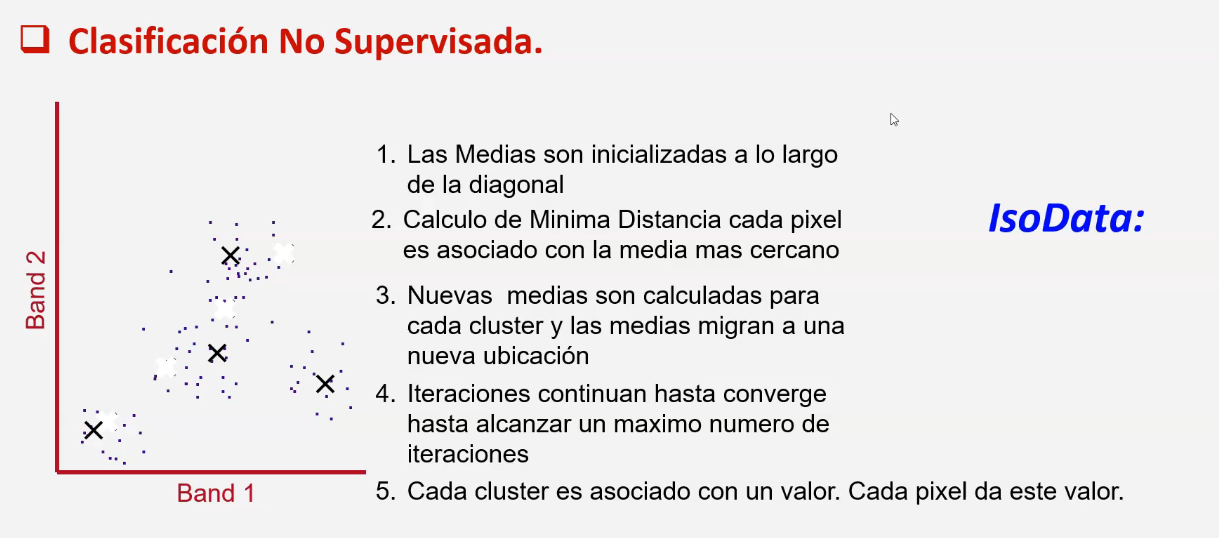 Clasificación No Supervisada.
1. Las Medias son inicializadas a lo largo
de la diagonal
2. Calculo de Minima Distancia cada pixel
es asociado con la media mas cercano
IsoData:
3. Nuevas medias son calculadas para
cada cluster y las medias migran a una
nueva ubicación
4. Iteraciones continuan hasta converge
hasta alcanzar un maximo numero de
iteraciones
5. Cada cluster es asociado con un valor. Cada pixel da este valor.
Band 2
Band 1